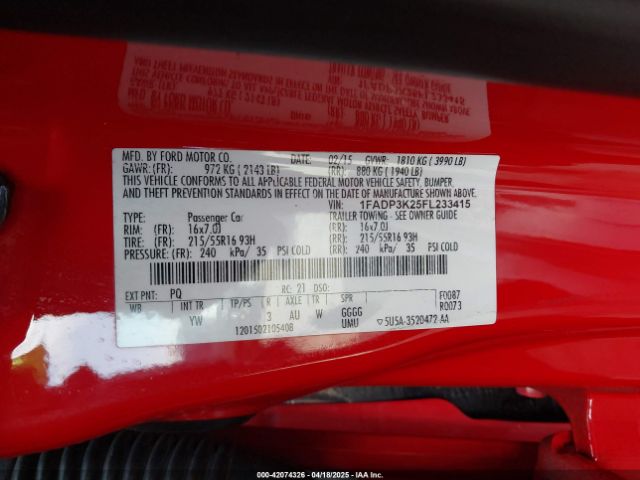 MFD. BY FORD MOTOR CO. DATE: 02/15 GVWR: 1810 KG ( 3990 LB)
GAWR: (FR): 972 KG ( 2143 LB) (RR): 880 KG ( 1940 LB)
THIS VEHICLE CONFORMS TO ALL APPLICABLE FEDERAL MOTOR VEHICLE SAFETY, BUMPER,
AND THEFT PREVENTION STANDARDS IN EFFECT ON THE DATE OF MANUFACTURE SHOWN ABOVE.
VIN: 1FADP3K25FL233415
TYPE: Passenger Car TRAILER TOWING - SEE OWNERS GUIDE
RIM: (FR) 16x7.0J (RR): 16x7.0J
TIRE: (FR) 215/55R16 93H (RR): 215/55R16 93H
PRESSURE: (FR) 240 kPa/ 35 PSI COLD (RR): 240 kPa/ 35 PSI COLD
EXT PNT: PQ RC: 21 DSO: F0087
WB INT TR TP/PS R AXLE TR SPR R0073
YW 3 AU W GGGG
UMU 5U5A-3520472-AA
000-42074326 - 04/18/2025 - IAAI.COM